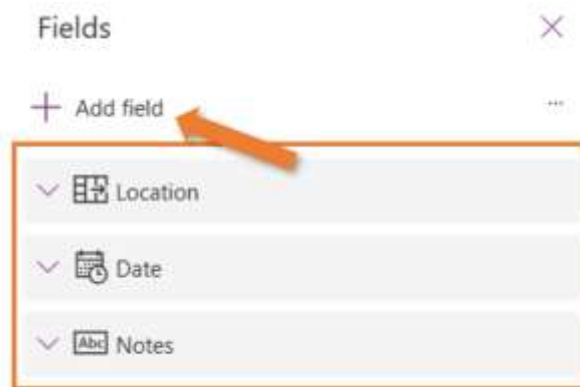 Fields
Add field
Location
Date
Abc Notes